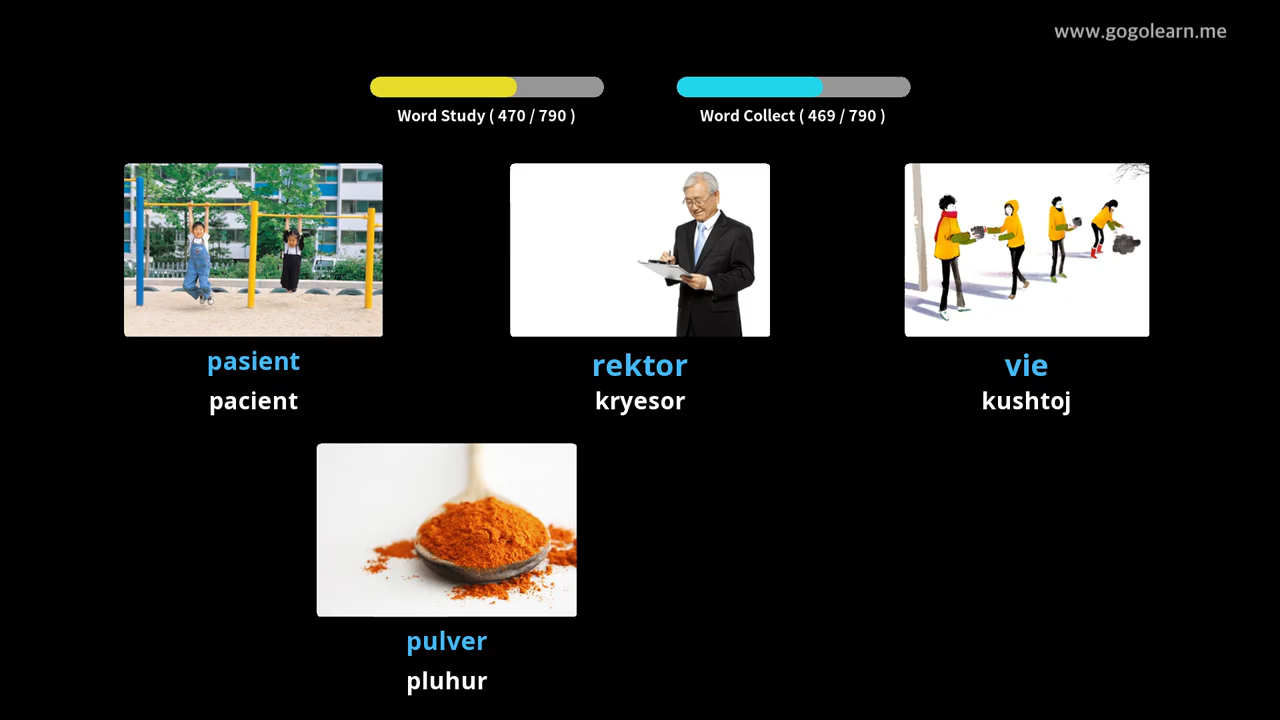 www.gogolearn.me
Word Study ( 470 / 790 )
Word Collect ( 469 / 790 )
pasient
pacient
rektor
kryesor
vie
kushtoj
pulver
pluhur